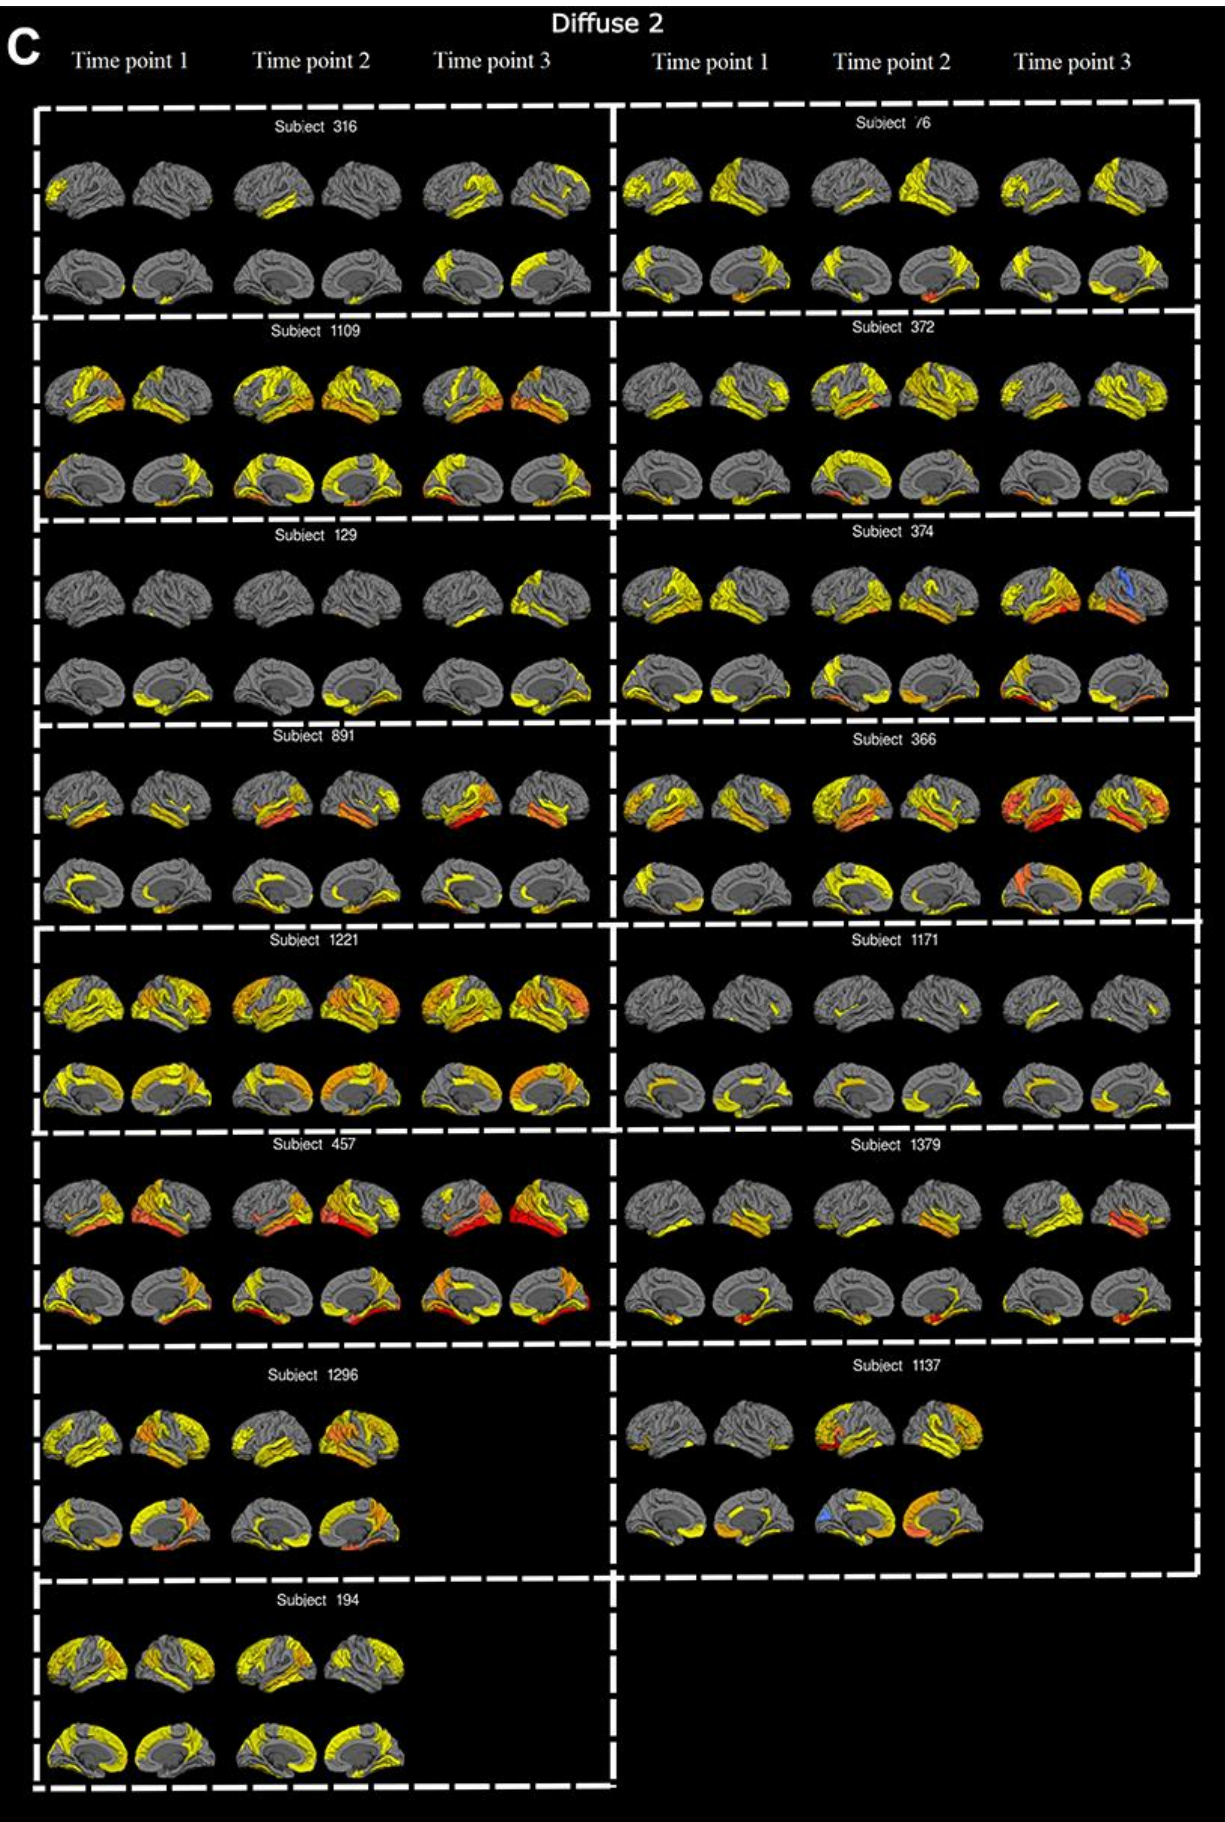 Diffuse 2
C
Time point 1 Time point 2 Time point 3 Time point 1 Time point 2 Time point 3
Subject 316 Subject 76
Subject 1109 Subject 372
Subject 129 Subject 374
Subject 891 Subject 366
Subject 1221 Subject 1171
Subject 457 Subject 1379
Subject 1296 Subject 1137
Subject 194